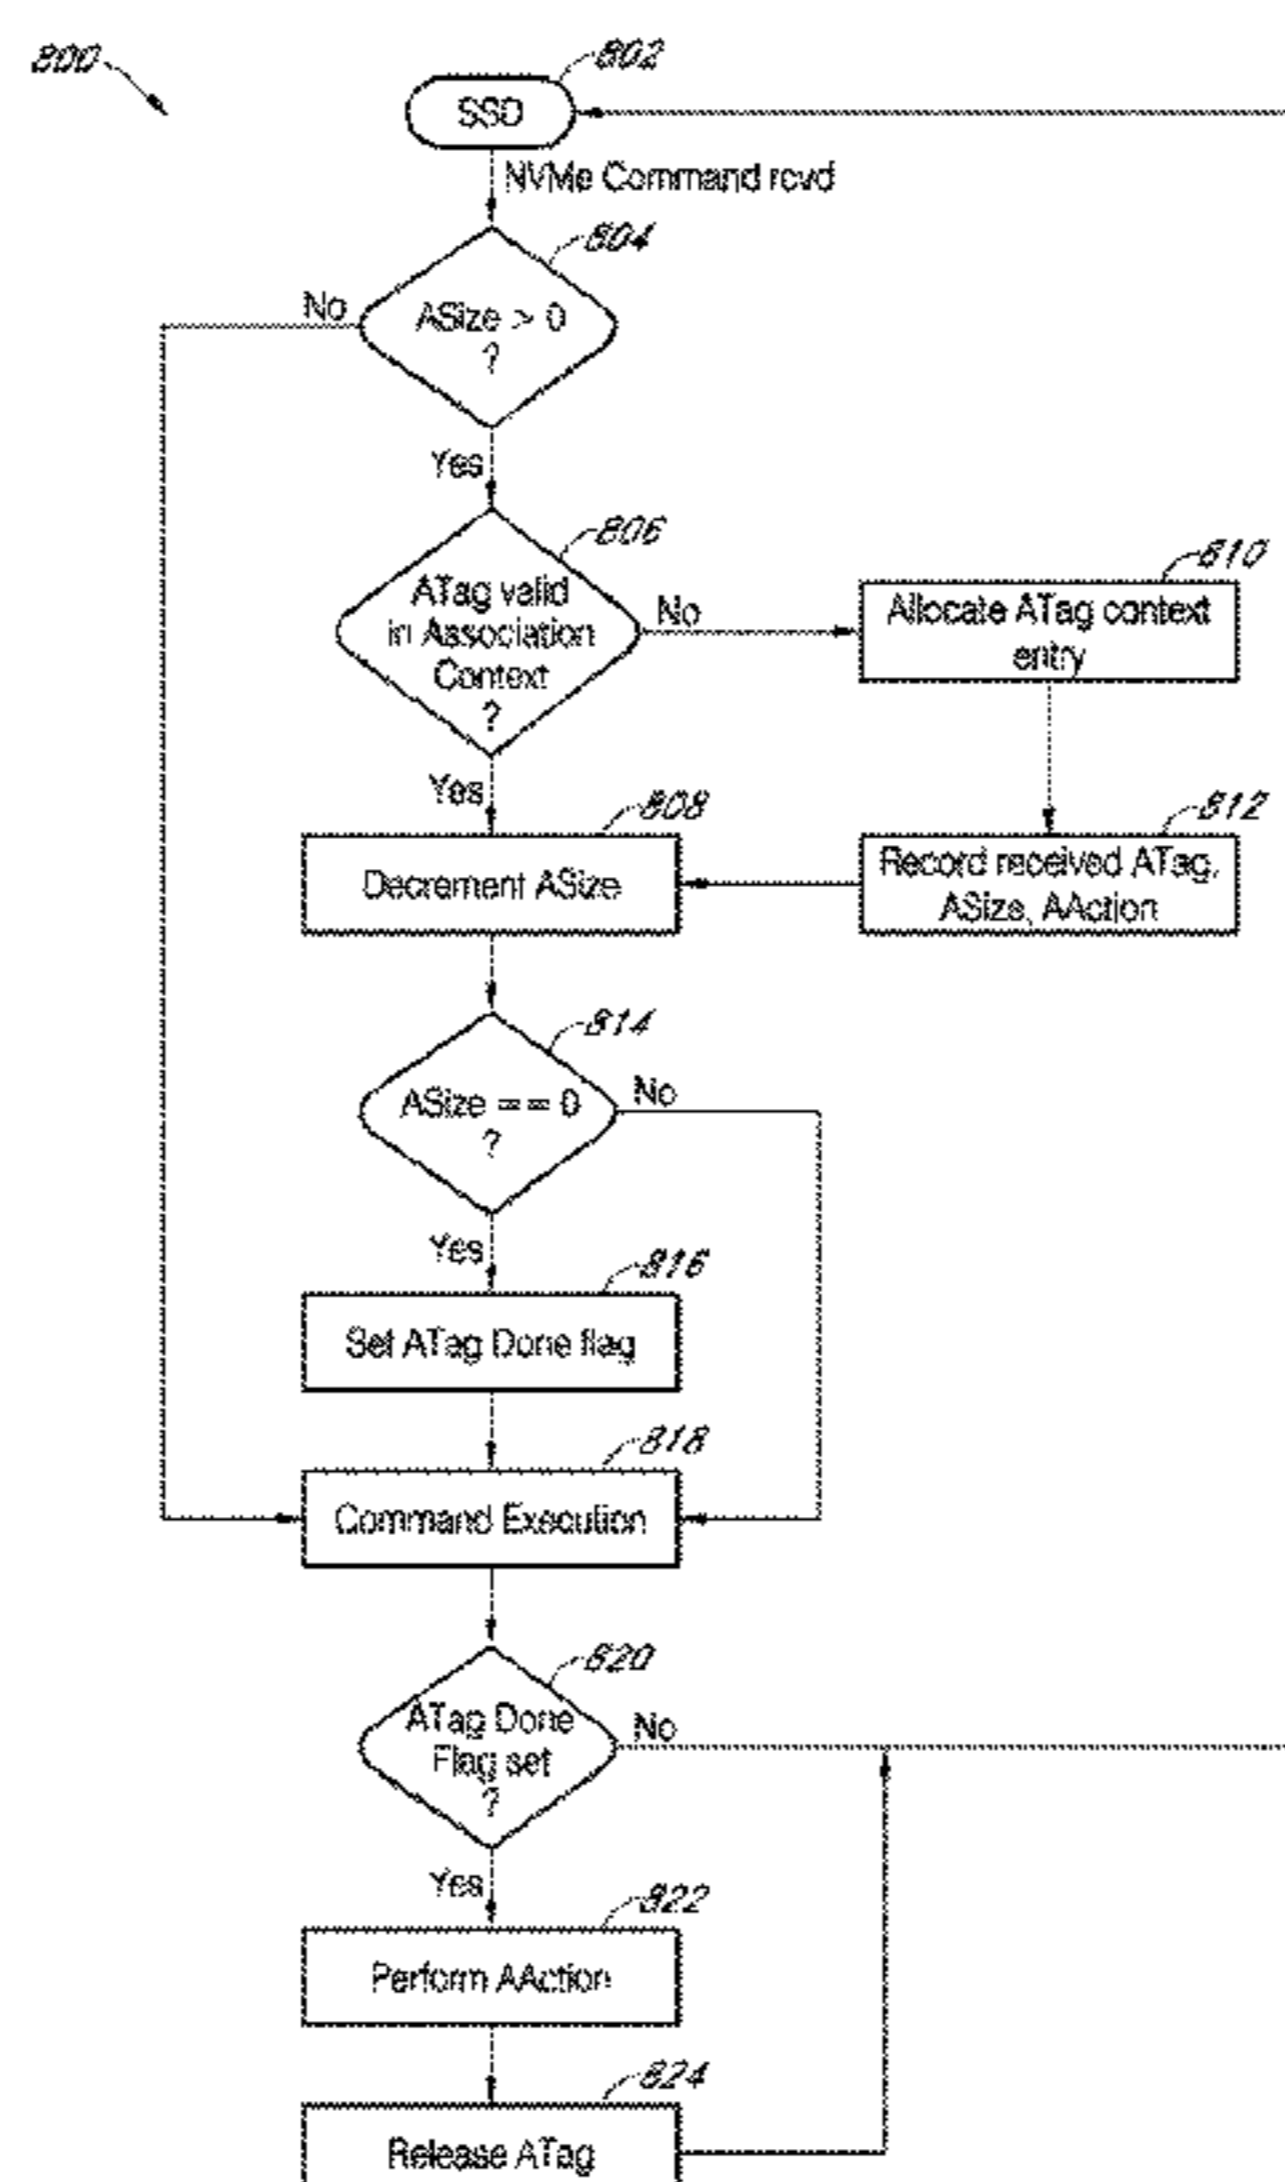 800
802
SSD
NVMe Command rcvd
804
No
ASize > 0
?
Yes
806
ATag valid
in Association
Context
?
No
810
Allocate ATag context
entry
Yes
808
Decrement ASize
812
Record received ATag,
ASize, AAction
814
ASize == 0
?
No
Yes
816
Set ATag Done flag
818
Command Execution
820
ATag Done
Flag set
?
No
Yes
822
Perform AAction
824
Release ATag